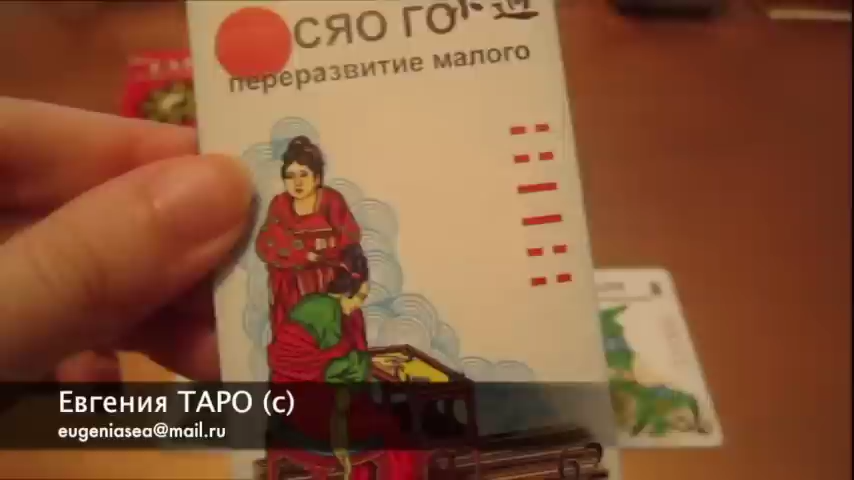 СЯО ГО
переразвитие малого
Евгения ТАРО (с)
eugeniasea@mail.ru